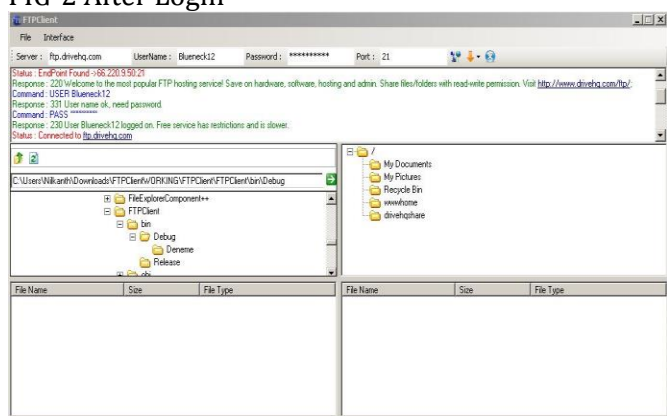 FIG-2 After Login
FTPClient
File Interface
Server : ftp.drivehq.com UserName : Blueneck12 Password : ********** Port : 21
Status : EndPoint Found ->66.220.9.50:21
Response : 220 Welcome to the most popular FTP hosting service! Save on hardware, software, hosting and admin. Share files/folders with read-write permission. Visit http://www.drivehq.com/ftp/;
Command : USER Blueneck12
Response : 331 User name ok, need password.
Command : PASS **********
Response : 230 User Blueneck12 logged on. Free service has restrictions and is slower.
Status : Connected to ftp.drivehq.com
C:\Users\Nilkanth\Downloads\FTPClient\WORKING\FTPClient\FTPClient\bin\Debug
FileExplorerComponent++
FTPClient
bin
Debug
Deneme
Release
obj
/
My Documents
My Pictures
Recycle Bin
wwwhome
drivehqshare
File Name Size File Type
File Name Size File Type